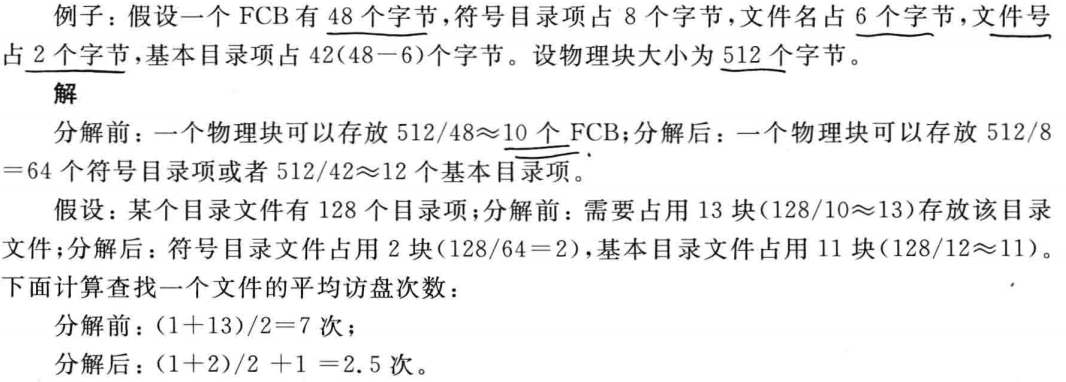 例子：假设一个 FCB 有 48 个字节,符号目录项占 8 个字节,文件名占 6 个字节,文件号
占 2 个字节,基本目录项占 42(48－6)个字节。设物理块大小为 512 个字节。
解
分解前：一个物理块可以存放 512/48≈10 个 FCB;分解后：一个物理块可以存放 512/8
＝64 个符号目录项或者 512/42≈12 个基本目录项。
假设：某个目录文件有 128 个目录项;分解前：需要占用 13 块(128/10≈13)存放该目录
文件;分解后：符号目录文件占用 2 块(128/64＝2),基本目录文件占用 11 块(128/12≈11)。
下面计算查找一个文件的平均访盘次数：
分解前：(1＋13)/2＝7 次；
分解后：(1＋2)/2 ＋1 ＝2.5 次。